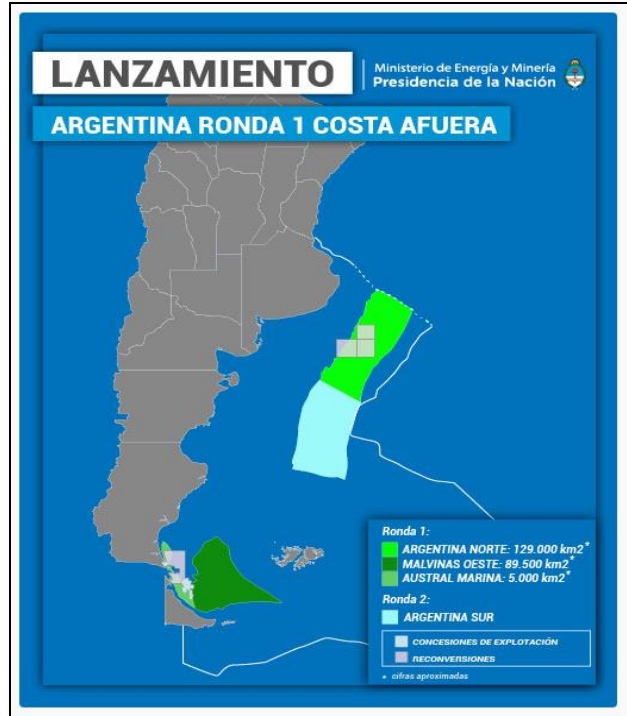 LANZAMIENTO
Ministerio de Energía y Minería
Presidencia de la Nación
ARGENTINA RONDA 1 COSTA AFUERA
Ronda 1:
ARGENTINA NORTE: 129.000 km2*
MALVINAS OESTE: 89.500 km2*
AUSTRAL MARINA: 5.000 km2*
Ronda 2:
ARGENTINA SUR
CONCESIONES DE EXPLOTACIÓN
RECONVERSIONES
* cifras aproximadas